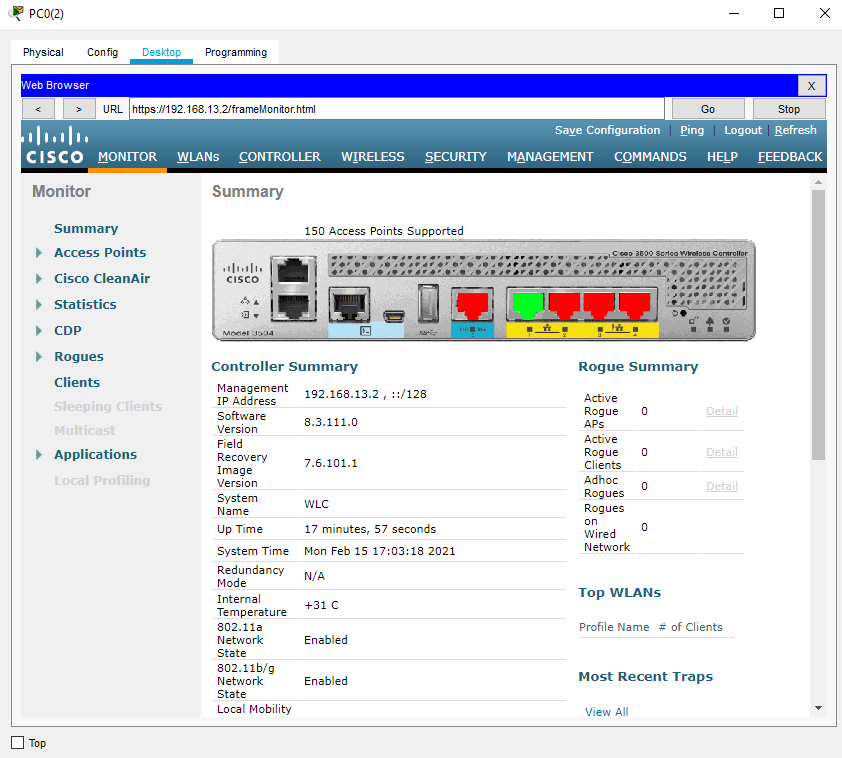 PC0(2)
Physical Config Desktop Programming
Web Browser X
< > URL https://192.168.13.2/frameMonitor.html Go Stop
Save Configuration | Ping | Logout | Refresh
CISCO MONITOR WLANs CONTROLLER WIRELESS SECURITY MANAGEMENT COMMANDS HELP FEEDBACK
Monitor
Summary
Access Points
Cisco CleanAir
Statistics
CDP
Rogues
Clients
Sleeping Clients
Multicast
Applications
Local Profiling
Summary
150 Access Points Supported
Cisco 3500 Series Wireless Controller
CISCO
Model 3504
1 2 3 4
Controller Summary
Management
IP Address 192.168.13.2 , ::/128
Software
Version 8.3.111.0
Field
Recovery
Image
Version 7.6.101.1
System
Name WLC
Up Time 17 minutes, 57 seconds
System Time Mon Feb 15 17:03:18 2021
Redundancy
Mode N/A
Internal
Temperature +31 C
802.11a
Network
State Enabled
802.11b/g
Network
State Enabled
Local Mobility
Rogue Summary
Active
Rogue
APs 0 Detail
Active
Rogue
Clients 0 Detail
Adhoc
Rogues 0 Detail
Rogues
on
Wired
Network 0
Top WLANs
Profile Name # of Clients
Most Recent Traps
View All
Top